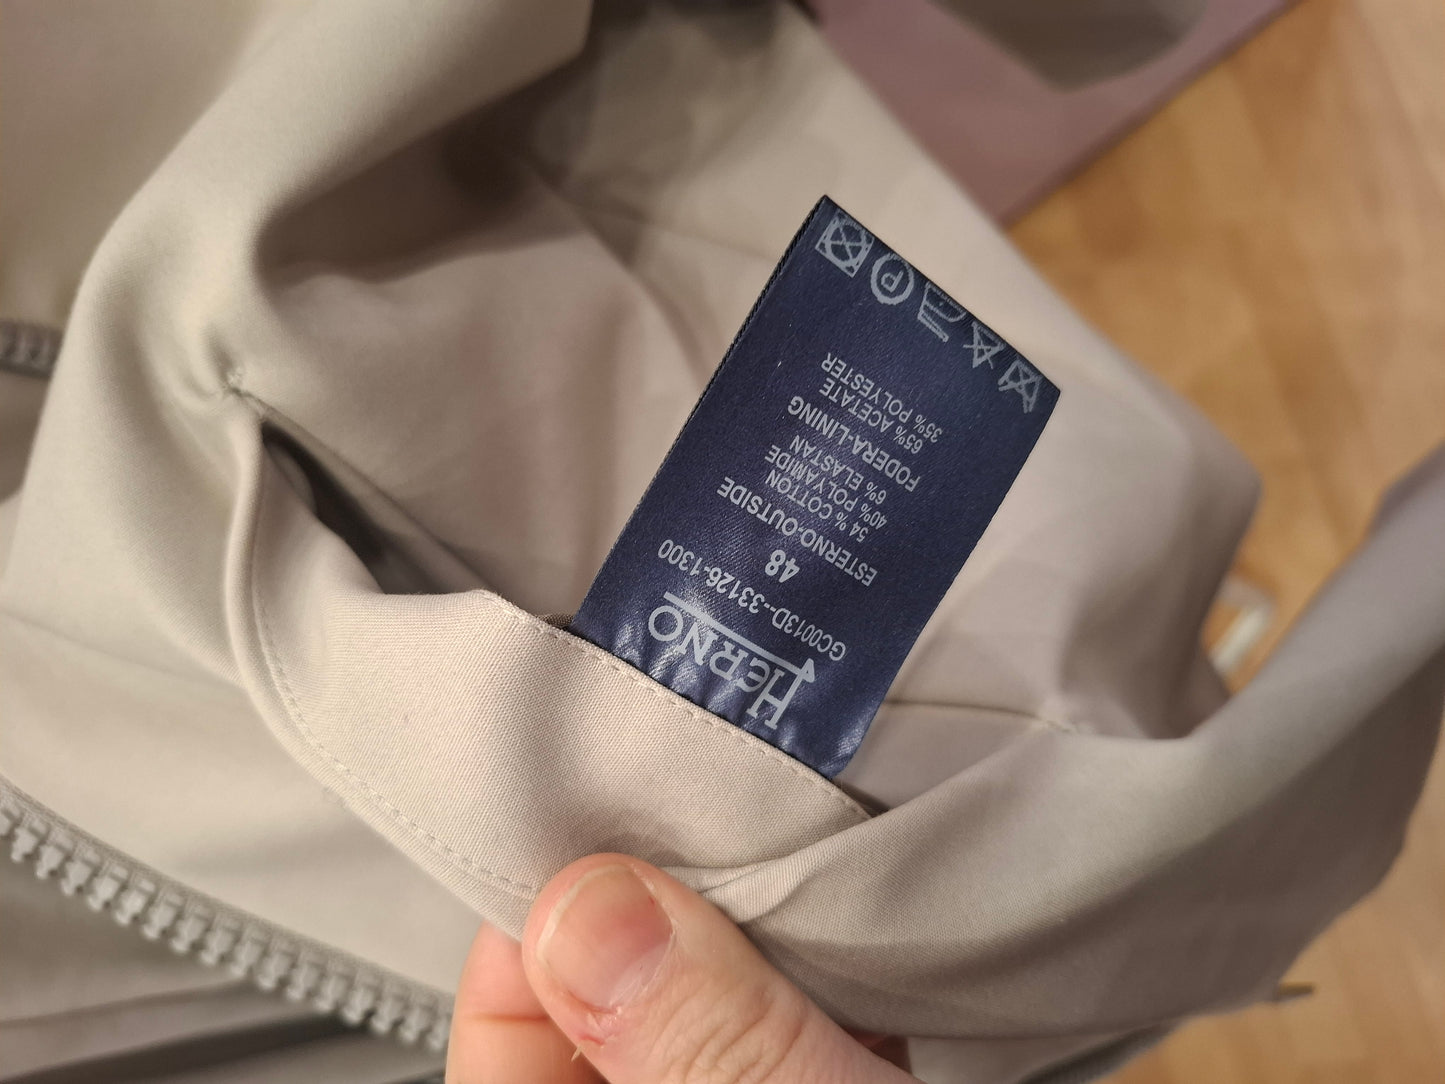 HERNO
GC0013D--33126-1300
48
ESTERNO-OUTSIDE
54% COTTON
40% POLYAMIDE
6% ELASTAN
FODERA-LINING
65% ACETATE
35% POLYESTER
P